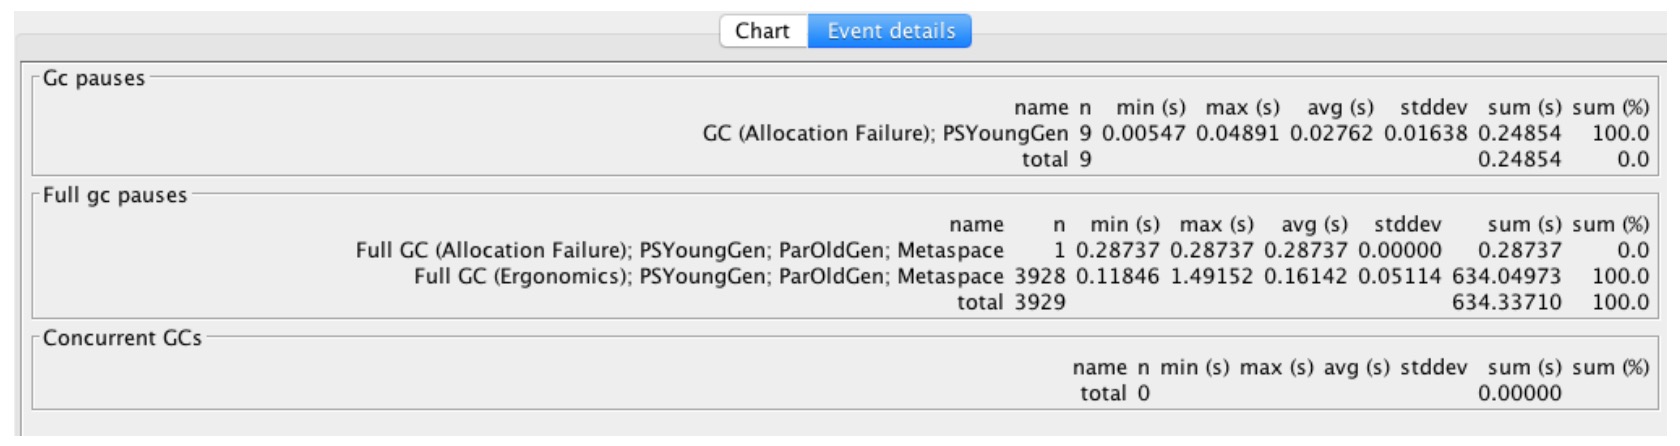 Chart Event details
Gc pauses
name n min (s) max (s) avg (s) stddev sum (s) sum (%)
GC (Allocation Failure); PSYoungGen 9 0.00547 0.04891 0.02762 0.01638 0.24854 100.0
total 9 0.24854 0.0
Full gc pauses
name n min (s) max (s) avg (s) stddev sum (s) sum (%)
Full GC (Allocation Failure); PSYoungGen; ParOldGen; Metaspace 1 0.28737 0.28737 0.28737 0.00000 0.28737 0.0
Full GC (Ergonomics); PSYoungGen; ParOldGen; Metaspace 3928 0.11846 1.49152 0.16142 0.05114 634.04973 100.0
total 3929 634.33710 100.0
Concurrent GCs
name n min (s) max (s) avg (s) stddev sum (s) sum (%)
total 0 0.00000